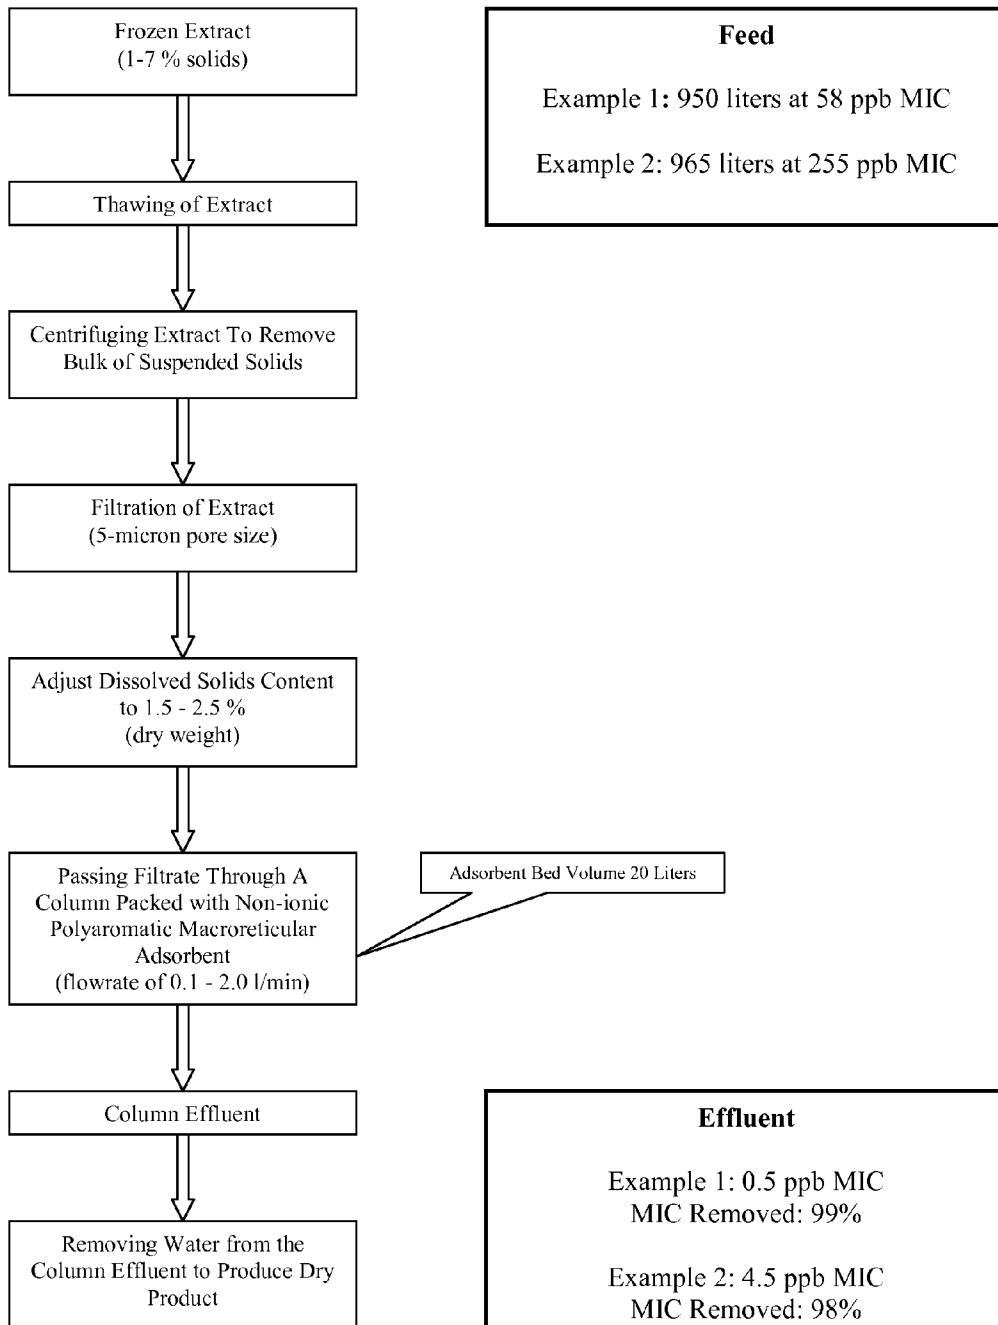 Frozen Extract
(1-7 % solids)
Feed
Example 1: 950 liters at 58 ppb MIC
Example 2: 965 liters at 255 ppb MIC
Thawing of Extract
Centrifuging Extract To Remove
Bulk of Suspended Solids
Filtration of Extract
(5-micron pore size)
Adjust Dissolved Solids Content
to 1.5 - 2.5 %
(dry weight)
Passing Filtrate Through A
Column Packed with Non-ionic
Polyaromatic Macroreticular
Adsorbent
(flowrate of 0.1 - 2.0 l/min)
Adsorbent Bed Volume 20 Liters
Column Effluent
Removing Water from the
Column Effluent to Produce Dry
Product
Effluent
Example 1: 0.5 ppb MIC
MIC Removed: 99%
Example 2: 4.5 ppb MIC
MIC Removed: 98%